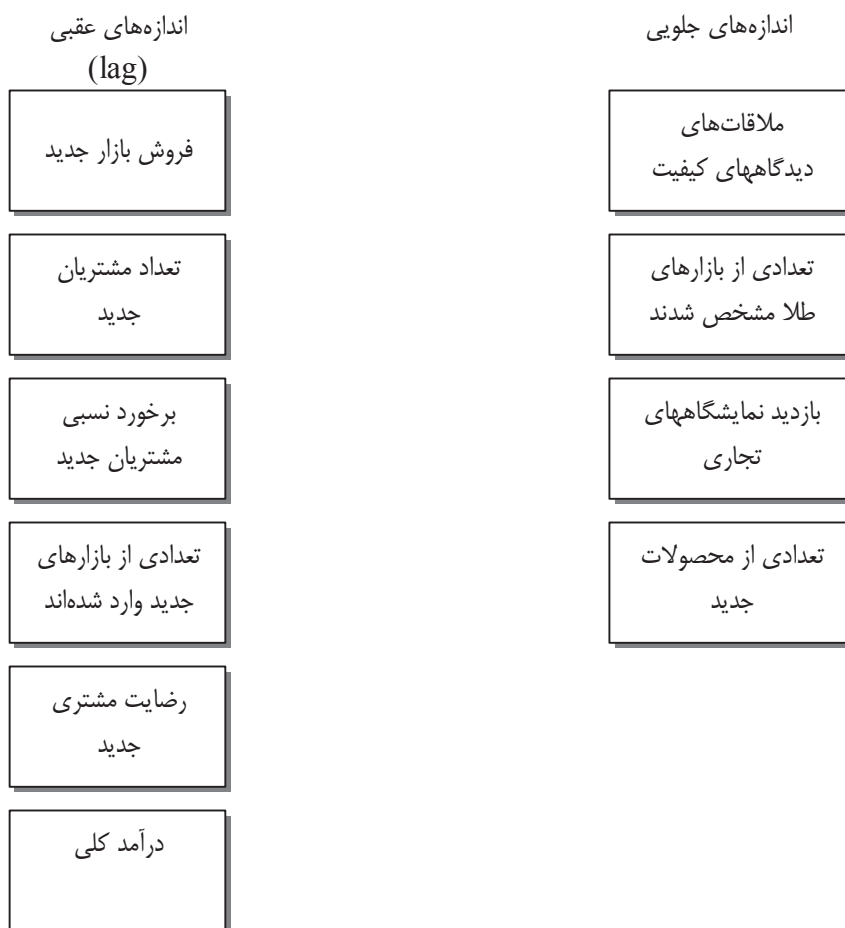 اندازه‌های جلویی
ملاقات‌های
دیدگاههای کیفیت
تعدادی از بازارهای
طلا مشخص شدند
بازدید نمایشگاههای
تجاری
تعدادی از محصولات
جدید
اندازه‌های عقبی
(lag)
فروش بازار جدید
تعداد مشتریان
جدید
برخورد نسبی
مشتریان جدید
تعدادی از بازارهای
جدید وارد شده‌اند
رضایت مشتری
جدید
درآمد کلی